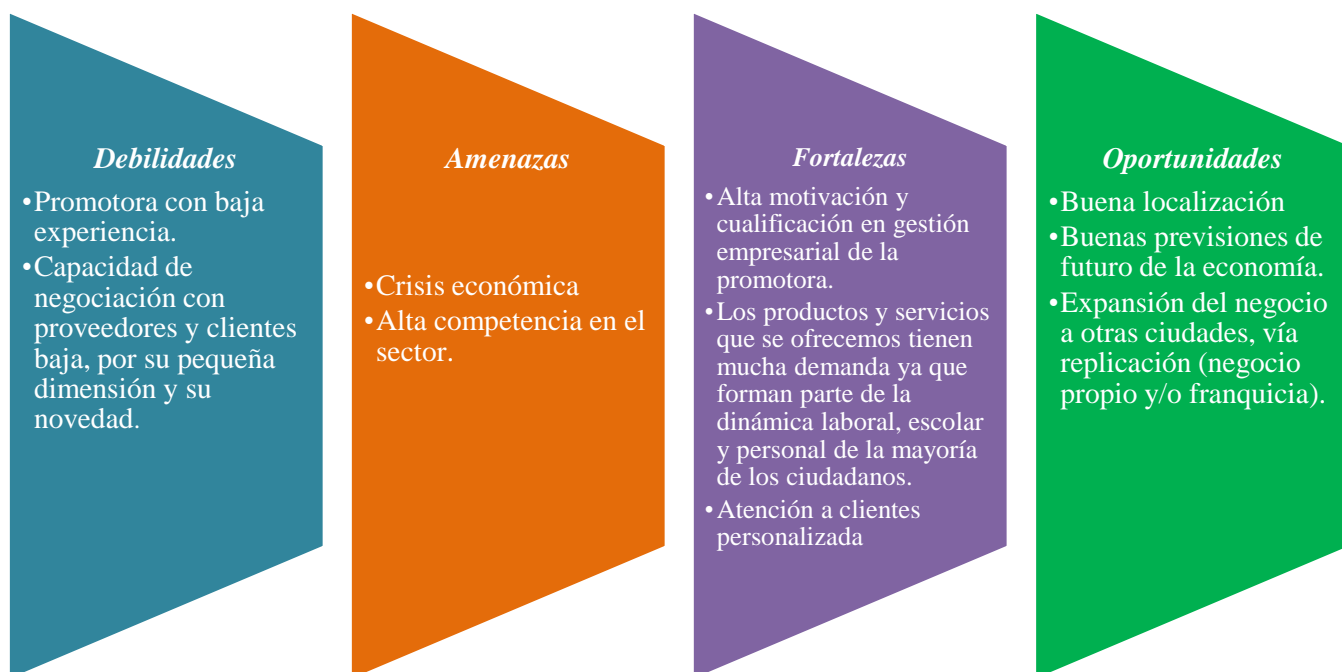 Debilidades
•Promotora con baja
experiencia.
•Capacidad de
negociación con
proveedores y clientes
baja, por su pequeña
dimensión y su
novedad.
Amenazas
•Crisis económica
•Alta competencia en el
sector.
Fortalezas
•Alta motivación y
cualificación en gestión
empresarial de la
promotora.
•Los productos y servicios
que se ofrecemos tienen
mucha demanda ya que
forman parte de la
dinámica laboral, escolar
y personal de la mayoría
de los ciudadanos.
•Atención a clientes
personalizada
Oportunidades
•Buena localización
•Buenas previsiones de
futuro de la economía.
•Expansión del negocio
a otras ciudades, vía
replicación (negocio
propio y/o franquicia).